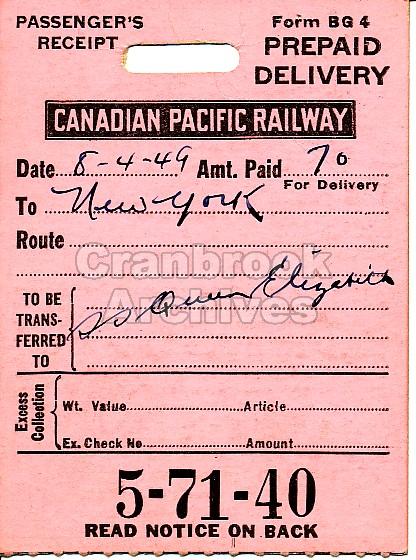 PASSENGER'S RECEIPT
Form BG 4
PREPAID DELIVERY
CANADIAN PACIFIC RAILWAY
Date 8-4-49 Amt. Paid 70
For Delivery
To New York
Route
Cranbrook Archives
TO BE TRANSFERRED TO SS Queen Elizabeth
Excess Collection
Wt. Value Article
Ex. Check No Amount
5-71-40
READ NOTICE ON BACK